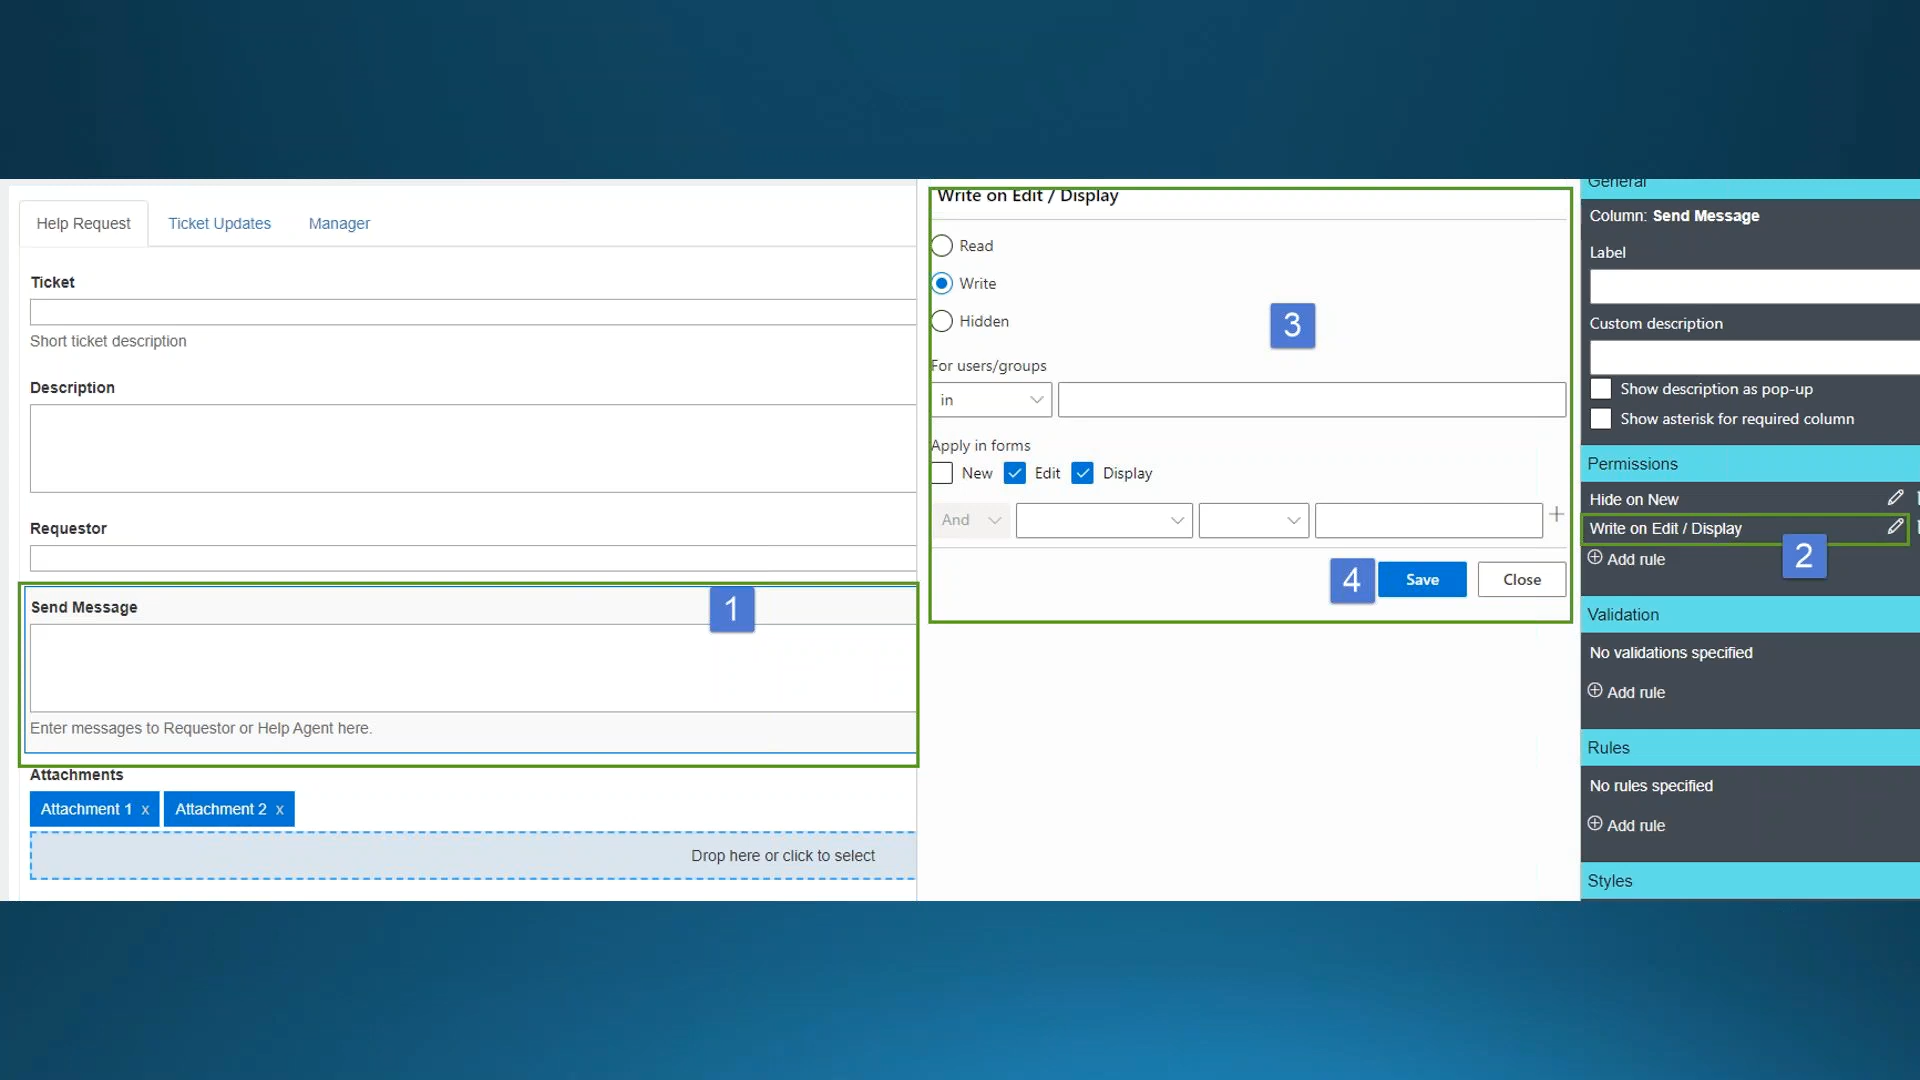 Help Request
Ticket Updates
Manager
Ticket
Short ticket description
Description
Requestor
Send Message
1
Enter messages to Requestor or Help Agent here.
Attachments
Attachment 1 x
Attachment 2 x
Drop here or click to select
Write on Edit / Display
Read
Write
Hidden
3
For users/groups
in
Apply in forms
New
Edit
Display
And
4
Save
Close
General
Column: Send Message
Label
Custom description
Show description as pop-up
Show asterisk for required column
Permissions
Hide on New
Write on Edit / Display
2
Add rule
Validation
No validations specified
Add rule
Rules
No rules specified
Add rule
Styles